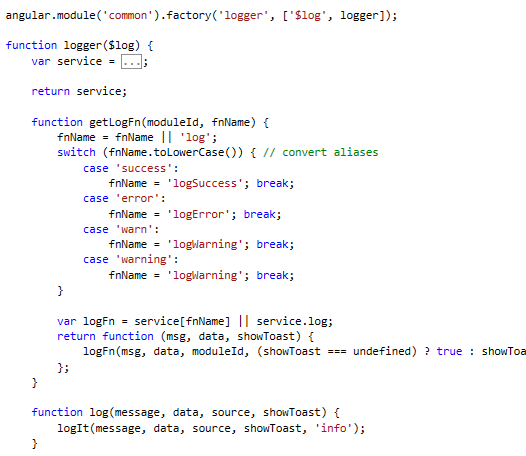 angular.module('common').factory('logger', ['$log', logger]);
function logger($log) {
var service = ...;
return service;
function getLogFn(moduleId, fnName) {
fnName = fnName || 'log';
switch (fnName.toLowerCase()) { // convert aliases
case 'success':
fnName = 'logSuccess'; break;
case 'error':
fnName = 'logError'; break;
case 'warn':
fnName = 'logWarning'; break;
case 'warning':
fnName = 'logWarning'; break;
}
var logFn = service[fnName] || service.log;
return function (msg, data, showToast) {
logFn(msg, data, moduleId, (showToast === undefined) ? true : showToa
};
}
function log(message, data, source, showToast) {
logIt(message, data, source, showToast, 'info');
}